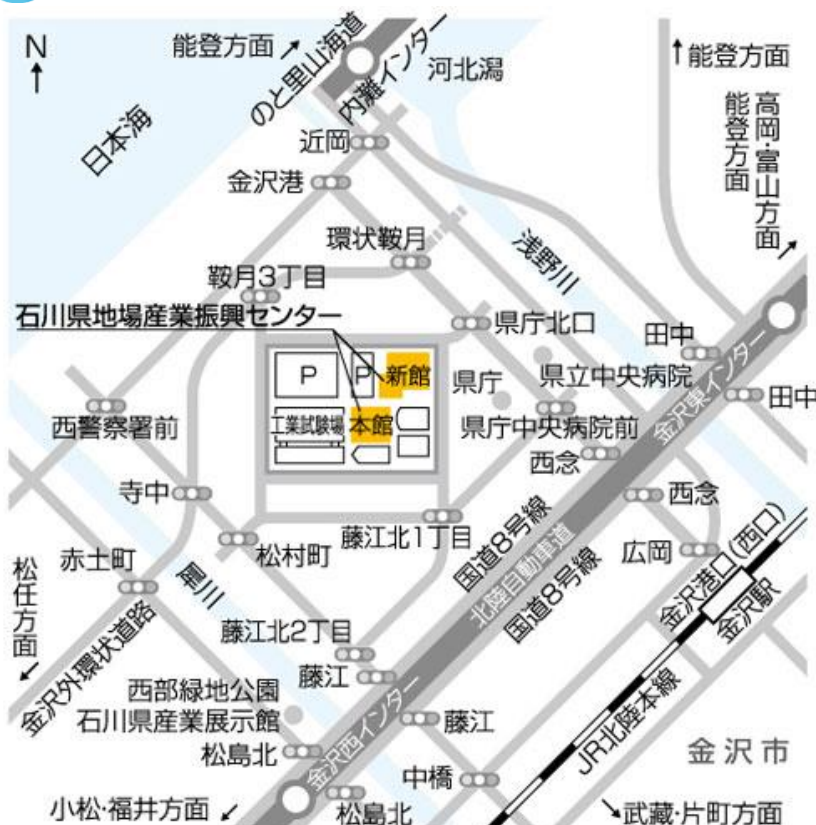 N
能登方面
のと里山海道
内灘インター
河北潟
能登方面
高岡・富山方面
能登方面
日本海
近岡
金沢港
環状鞍月
浅野川
鞍月3丁目
石川県地場産業振興センター
県庁北口
田中
P
P
新館
県庁
県立中央病院
金沢東インター
田中
西警察署前
工業試験場
本館
県庁中央病院前
西念
寺中
西念
藤江北1丁目
国道8号線
北陸自動車道
国道8号線
広岡
金沢港口(西口)
金沢駅
松村町
赤土町
松任方面
犀川
金沢外環状道路
藤江北2丁目
藤江
西部緑地公園
石川県産業展示館
金沢西インター
藤江
JR北陸本線
松島北
金沢市
中橋
小松・福井方面
松島北
武蔵・片町方面